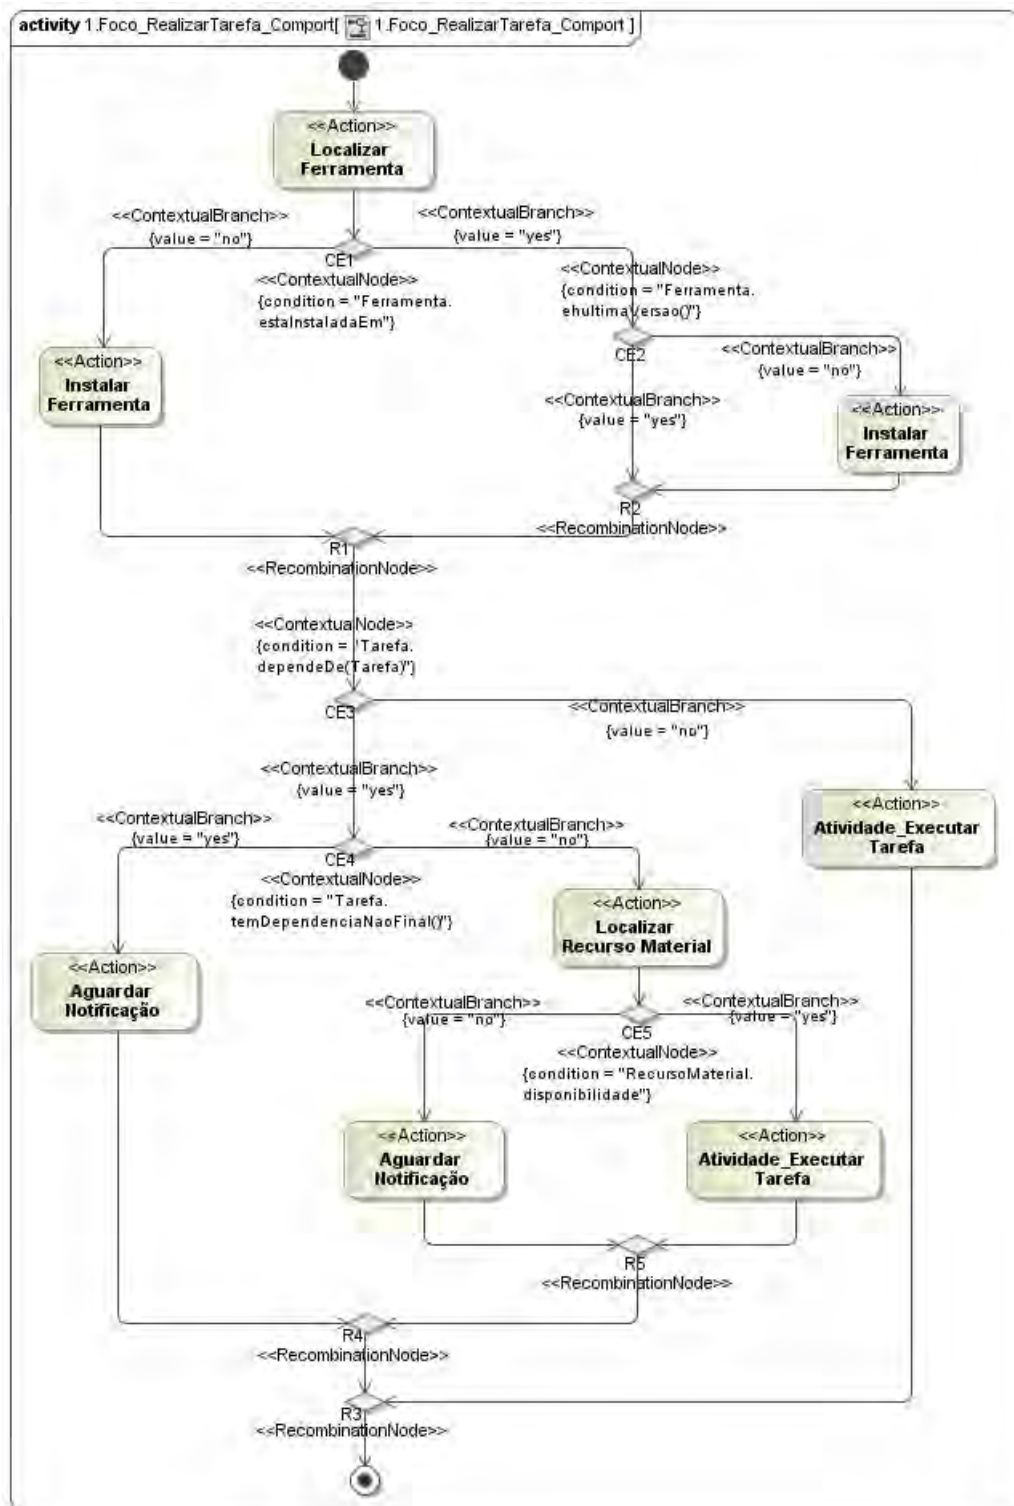 activity 1.Foco_RealizarTarefa_Comport[ 1.Foco_RealizarTarefa_Comport ]
<<Action>>
Localizar
Ferramenta
<<ContextualBranch>>
{value = "no"}
<<ContextualBranch>>
{value = "yes"}
CE1
<<ContextualNode>>
{condition = "Ferramenta.
estaInstaladaEm"}
<<ContextualNode>>
{condition = "Ferramenta.
ehultimaVersao()"}
CE2
<<ContextualBranch>>
{value = "no"}
<<Action>>
Instalar
Ferramenta
<<ContextualBranch>>
{value = "yes"}
<<Action>>
Instalar
Ferramenta
R2
<<RecombinationNode>>
R1
<<RecombinationNode>>
<<ContextualNode>>
{condition = "Tarefa.
dependeDe(Tarefa)"}
CE3
<<ContextualBranch>>
{value = "no"}
<<ContextualBranch>>
{value = "yes"}
<<Action>>
Atividade_Executar
Tarefa
<<ContextualBranch>>
{value = "yes"}
<<ContextualBranch>>
{value = "no"}
CE4
<<ContextualNode>>
{condition = "Tarefa.
temDependenciaNaoFinal()"}
<<Action>>
Localizar
Recurso Material
<<Action>>
Aguardar
Notificação
<<ContextualBranch>>
{value = "no"}
<<ContextualBranch>>
{value = "yes"}
CE5
<<ContextualNode>>
{condition = "RecursoMaterial.
disponibilidade"}
<<Action>>
Aguardar
Notificação
<<Action>>
Atividade_Executar
Tarefa
R5
<<RecombinationNode>>
R4
<<RecombinationNode>>
R3
<<RecombinationNode>>